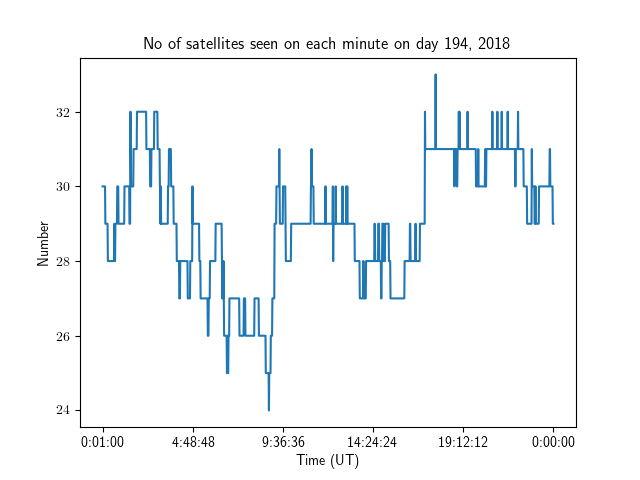 No of satellites seen on each minute on day 194, 2018
Number
32
30
28
26
24
0:01:00 4:48:48 9:36:36 14:24:24 19:12:12 0:00:00
Time (UT)